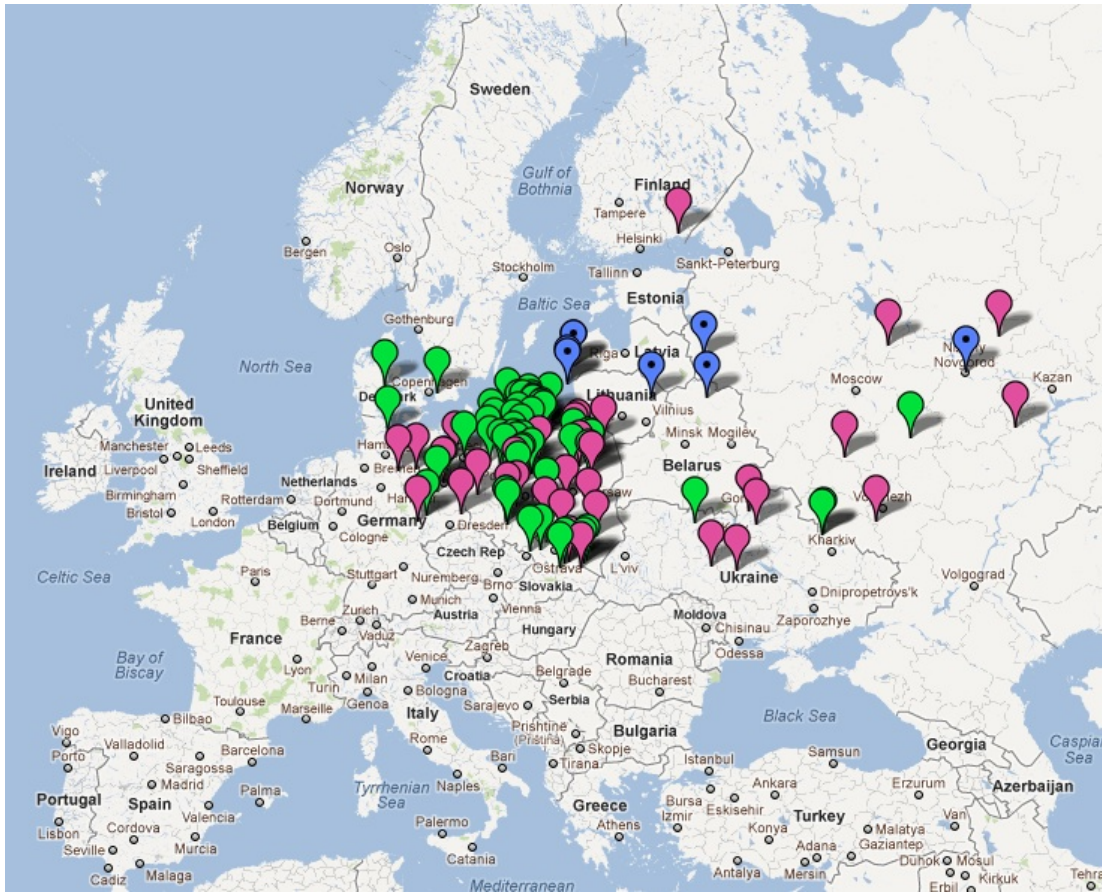 Sweden
Norway
Gulf of
Bothnia
Finland
Tampere
Helsinki
Bergen
Oslo
Stockholm
Tallinn
Sankt-Peterburg
Baltic Sea
Estonia
Gothenburg
North Sea
Riga
Latvia
Nizhny
Novgorod
Copenhagen
Moscow
Kazan
Lithuania
Vilnius
United
Kingdom
Manchester
Leeds
Liverpool
Sheffield
Ireland
Minsk
Mogilev
Belarus
Birmingham
Netherlands
Rotterdam
Dortmund
Bristol
London
Belgium
Germany
Cologne
Dresden
Kharkiv
Czech Rep
Ostrava
L'viv
Celtic Sea
Paris
Stuttgart
Nuremberg
Brno
Slovakia
Ukraine
Volgograd
Dnipropetrovs'k
Munich
Vienna
Zaporozhye
Zurich
Austria
Berne
Vaduz
Hungary
Moldova
Chisinau
Odessa
France
Bay of
Biscay
Lyon
Venice
Zagreb
Croatia
Romania
Turin
Milan
Belgrade
Bucharest
Genoa
Bologna
Serbia
Sarajevo
Toulouse
Marseille
Italy
Prishtinë
(Priština)
Bulgaria
Black Sea
Vigo
Bilbao
Porto
Valladolid
Barcelona
Saragossa
Rome
Skopje
Tirana
Bari
Istanbul
Samsun
Georgia
Caspian
Sea
Azerbaijan
Madrid
Palma
Tyrrhenian
Sea
Naples
Ankara
Erzurum
Portugal
Spain
Valencia
Greece
Bursa
Eskisehir
Izmir
Turkey
Van
Lisbon
Cordova
Palermo
Athens
Konya
Malatya
Gaziantep
Seville
Murcia
Catania
Adana
Mersin
Antalya
Duhok
Mosul
Cadiz
Malaga
Mediterranean
Erbil
Kirkuk